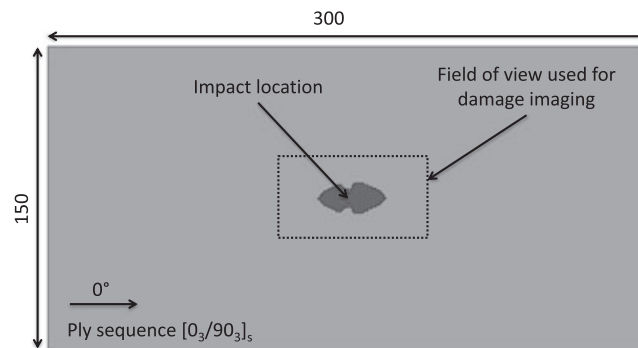 300
Impact location
Field of view used for
damage imaging
150
0°
Ply sequence [0₃/90₃]ₛ